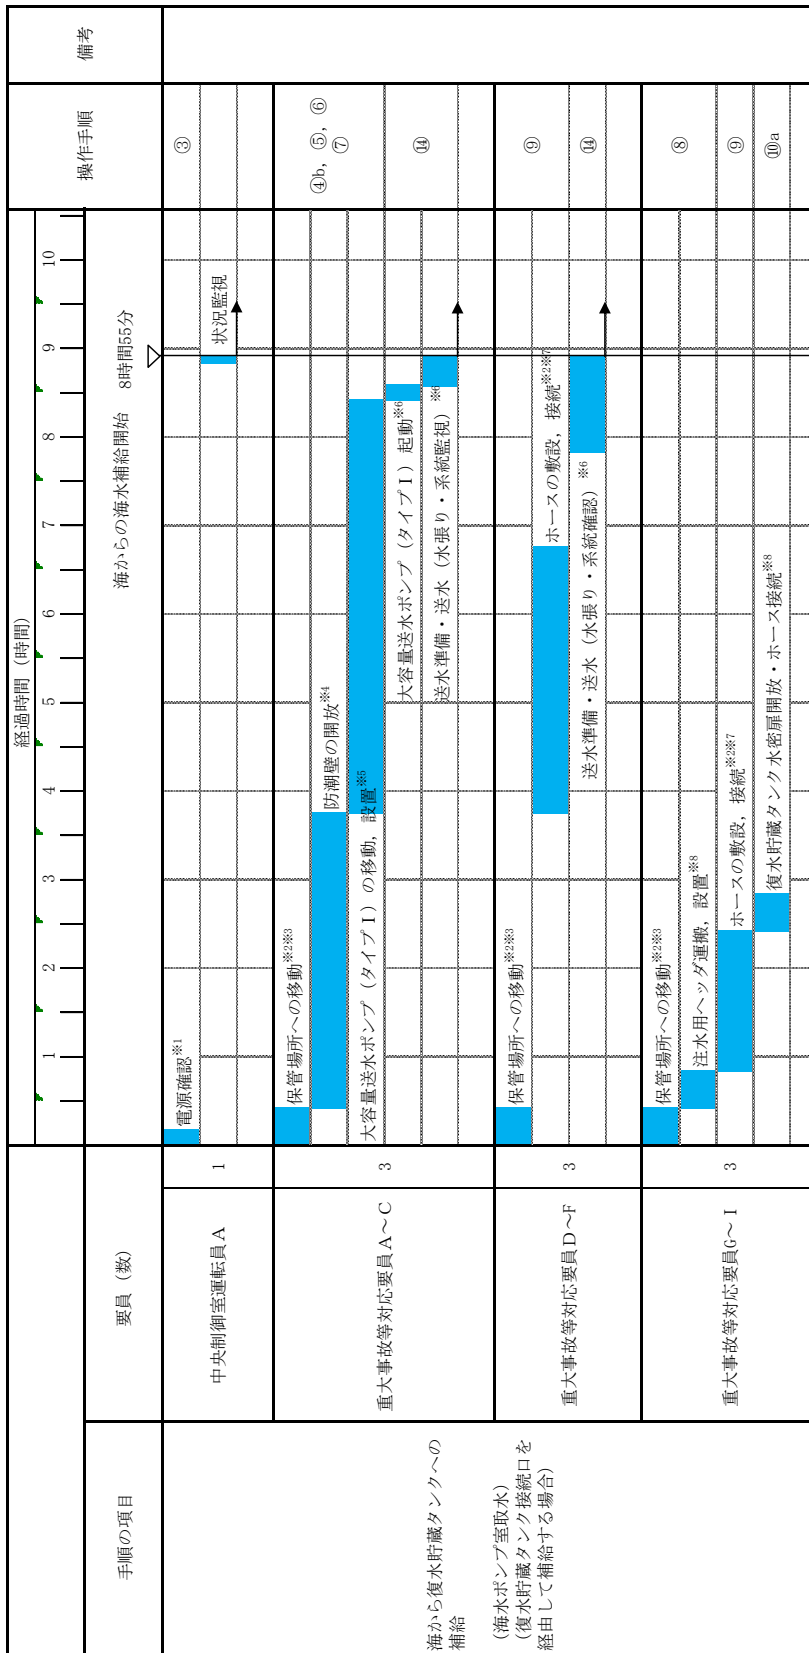 手順の項目
要員（数）
経過時間（時間）
1
2
3
4
5
6
7
8
9
10
操作手順
備考
海からの海水補給開始 8時間55分
海から復水貯蔵タンクへの
補給
（海水ポンプ室取水）
（復水貯蔵タンク接続口を
経由して補給する場合）
中央制御室運転員Ａ
1
電源確認※1
③
状況監視
重大事故等対応要員Ａ～Ｃ
3
保管場所への移動※2※3
防潮壁の開放※4
大容量送水ポンプ（タイプⅠ）の移動，設置※5
④b，⑤，⑥
⑦
大容量送水ポンプ（タイプⅠ）起動※6
送水準備・送水（水張り・系統監視）※6
⑭
重大事故等対応要員Ｄ～Ｆ
3
保管場所への移動※2※3
ホースの敷設，接続※2※7
⑨
送水準備・送水（水張り・系統確認）※6
⑭
重大事故等対応要員G～Ｉ
3
保管場所への移動※2※3
注水用ヘッダ運搬，設置※8
⑧
ホースの敷設，接続※2※7
⑨
復水貯蔵タンク水密扉開放・ホース接続※8
⑩a